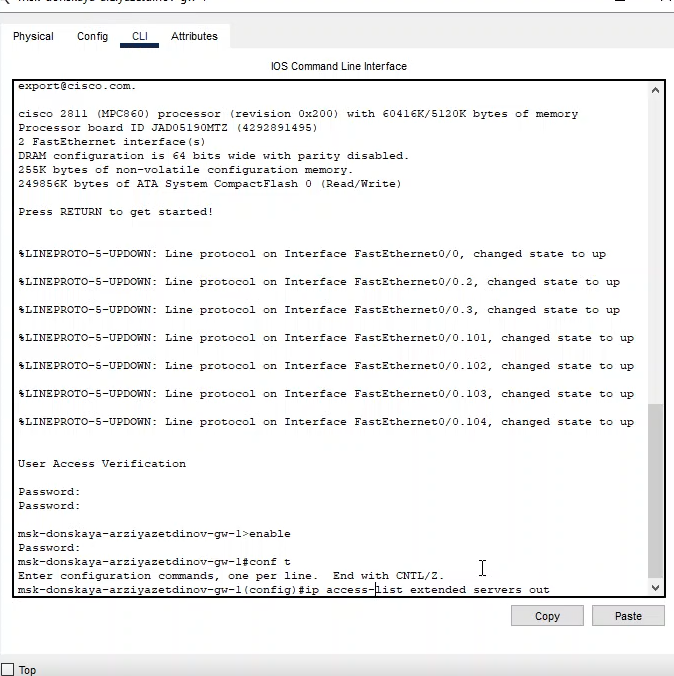 Physical Config CLI Attributes
IOS Command Line Interface
export@cisco.com.
cisco 2811 (MPC860) processor (revision 0x200) with 60416K/5120K bytes of memory
Processor board ID JAD05190MTZ (4292891495)
2 FastEthernet interface(s)
DRAM configuration is 64 bits wide with parity disabled.
255K bytes of non-volatile configuration memory.
249856K bytes of ATA System CompactFlash 0 (Read/Write)
Press RETURN to get started!
%LINEPROTO-5-UPDOWN: Line protocol on Interface FastEthernet0/0, changed state to up
%LINEPROTO-5-UPDOWN: Line protocol on Interface FastEthernet0/0.2, changed state to up
%LINEPROTO-5-UPDOWN: Line protocol on Interface FastEthernet0/0.3, changed state to up
%LINEPROTO-5-UPDOWN: Line protocol on Interface FastEthernet0/0.101, changed state to up
%LINEPROTO-5-UPDOWN: Line protocol on Interface FastEthernet0/0.102, changed state to up
%LINEPROTO-5-UPDOWN: Line protocol on Interface FastEthernet0/0.103, changed state to up
%LINEPROTO-5-UPDOWN: Line protocol on Interface FastEthernet0/0.104, changed state to up
User Access Verification
Password:
Password:
msk-donskaya-arziyazetdinov-gw-1>enable
Password:
msk-donskaya-arziyazetdinov-gw-1#conf t
Enter configuration commands, one per line. End with CNTL/Z.
msk-donskaya-arziyazetdinov-gw-1(config)#ip access-list extended servers out
Copy Paste
Top